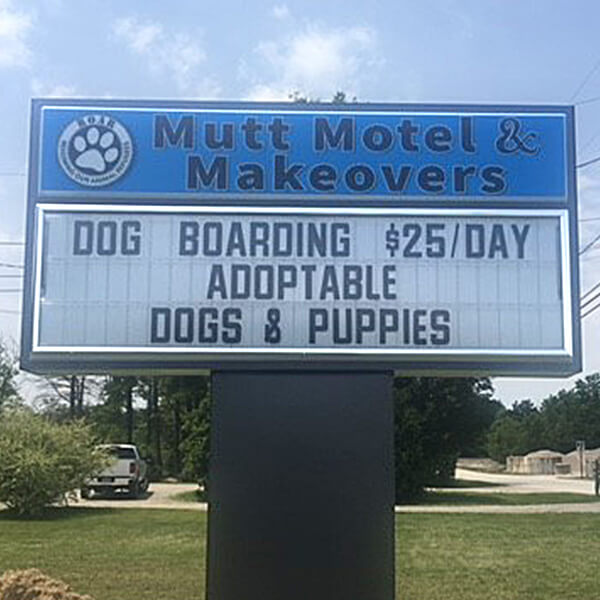 ROAR
Mutt Motel &
Makeovers
DOG BOARDING $25/DAY
ADOPTABLE
DOGS & PUPPIES